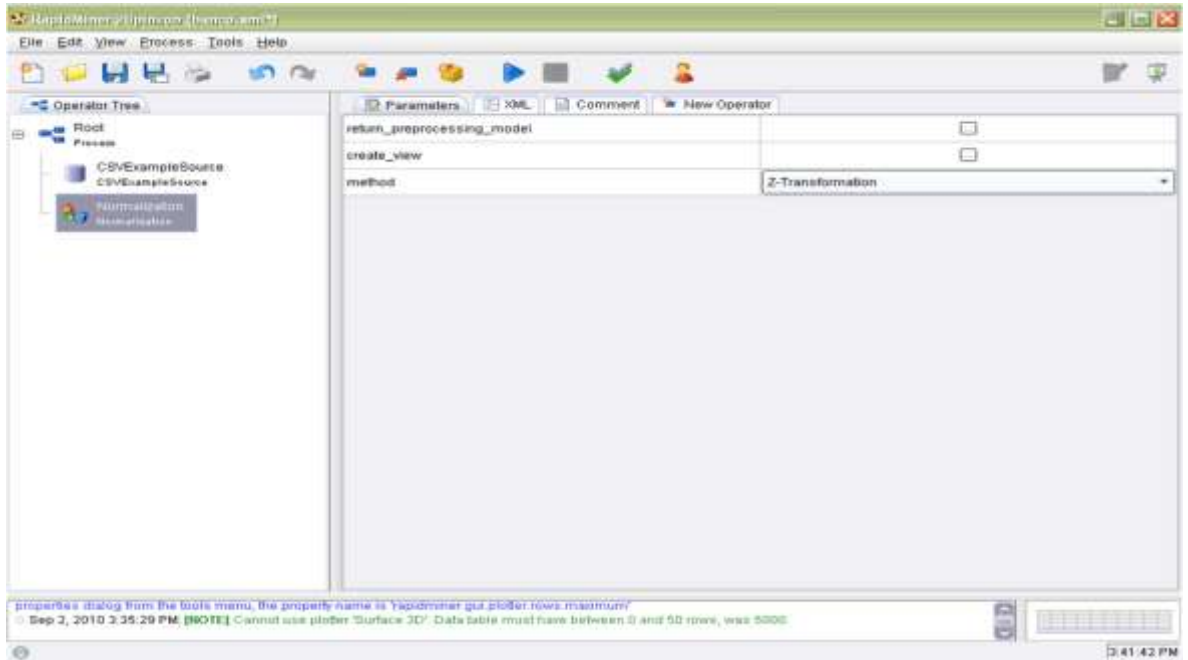 File Edit View Process Tools Help
Operator Tree
Parameters XML Comment New Operator
Root
Process
CSVExampleSource
CSVExampleSource
Normalization
Normalization
return_preprocessing_model
create_view
method Z-Transformation
properties dialog from the tools menu, the property name is 'rapidminer.gui.plotter.rows.maximum'
Sep 3, 2010 3:35:29 PM: [NOTE] Cannot use plotter 'Surface 3D': Data table must have between 0 and 50 rows, was 5000.
3:41:42 PM